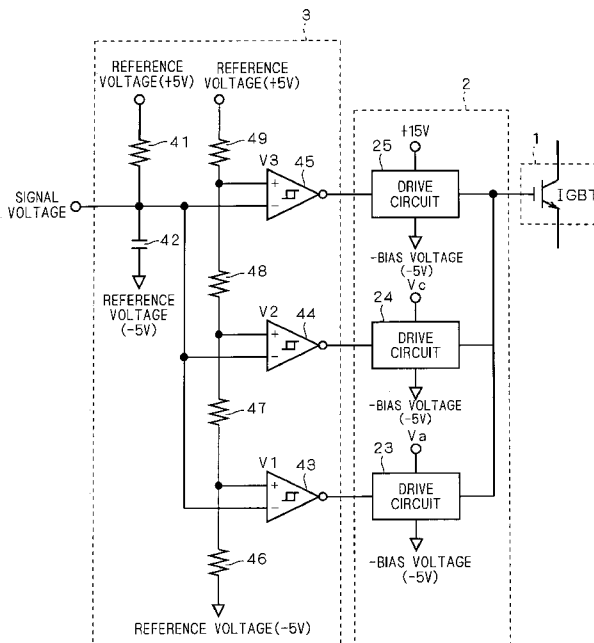 3
REFERENCE
VOLTAGE(+5V)
REFERENCE
VOLTAGE(+5V)
41
49
2
+15V
1
V3
45
25
SIGNAL
VOLTAGE
+
−
DRIVE
CIRCUIT
IGBT
42
-BIAS VOLTAGE
(-5V)
48
REFERENCE
VOLTAGE
(-5V)
Vc
V2
44
24
+
−
DRIVE
CIRCUIT
47
-BIAS VOLTAGE
(-5V)
Va
V1
43
23
+
−
DRIVE
CIRCUIT
46
-BIAS VOLTAGE
(-5V)
REFERENCE VOLTAGE(-5V)